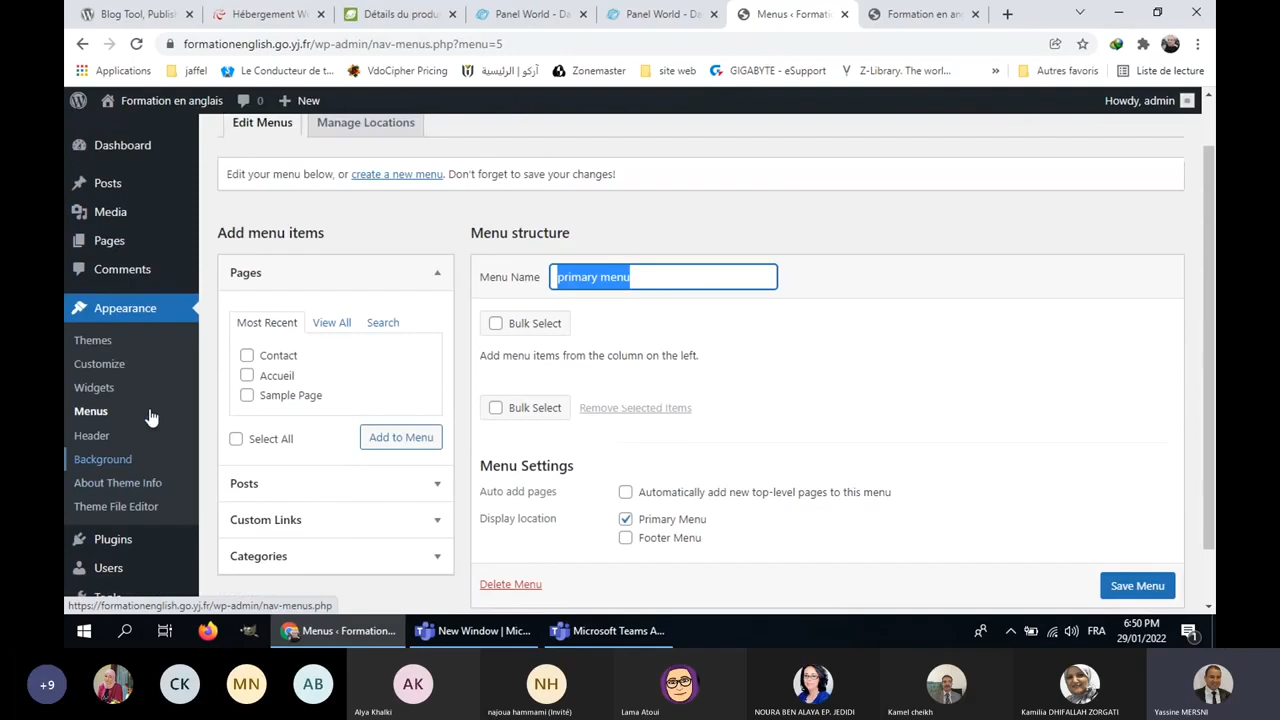 Blog Tool, Publish
Hébergement We
Détails du produ
Panel World - Da
Panel World - Da
Menus ‹ Formatio
Formation en an
formationenglish.go.yj.fr/wp-admin/nav-menus.php?menu=5
Applications
jaffel
Le Conducteur de t...
VdoCipher Pricing
آركو | الرئيسية
Zonemaster
site web
GIGABYTE - eSupport
Z-Library. The worl...
»
Autres favoris
Liste de lecture
Formation en anglais
0
New
Howdy, admin
Edit Menus
Manage Locations
Dashboard
Posts
Media
Pages
Comments
Appearance
Themes
Customize
Widgets
Menus
Header
Background
About Theme Info
Theme File Editor
Plugins
Users
Edit your menu below, or create a new menu. Don't forget to save your changes!
Add menu items
Pages
Most Recent
View All
Search
Contact
Accueil
Sample Page
Select All
Add to Menu
Posts
Custom Links
Categories
Menu structure
Menu Name
primary menu
Bulk Select
Add menu items from the column on the left.
Bulk Select
Remove Selected Items
Menu Settings
Auto add pages
Automatically add new top-level pages to this menu
Display location
Primary Menu
Footer Menu
Delete Menu
Save Menu
https://formationenglish.go.yj.fr/wp-admin/nav-menus.php
Menus ‹ Formation...
New Window | Mic...
Microsoft Teams A...
FRA
6:50 PM
29/01/2022
1
+9
CK
MN
AB
AK
Alya Khalki
NH
najoua hammami (Invité)
Lama Atoui
NOURA BEN ALAYA EP. JEDIDI
Kamel cheikh
Kamilia DHIFALLAH ZORGATI
Yassine MERSNI